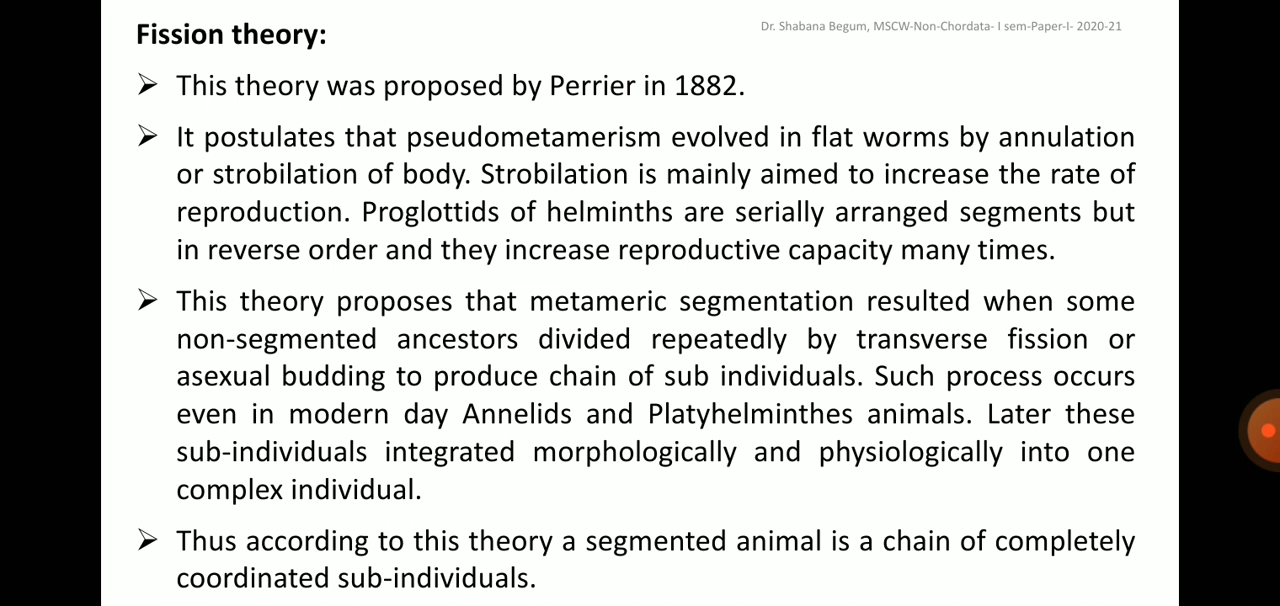 Dr. Shabana Begum, MSCW-Non-Chordata- I sem-Paper-I- 2020-21
Fission theory:
➢ This theory was proposed by Perrier in 1882.
➢ It postulates that pseudometamerism evolved in flat worms by annulation
or strobilation of body. Strobilation is mainly aimed to increase the rate of
reproduction. Proglottids of helminths are serially arranged segments but
in reverse order and they increase reproductive capacity many times.
➢ This theory proposes that metameric segmentation resulted when some
non-segmented ancestors divided repeatedly by transverse fission or
asexual budding to produce chain of sub individuals. Such process occurs
even in modern day Annelids and Platyhelminthes animals. Later these
sub-individuals integrated morphologically and physiologically into one
complex individual.
➢ Thus according to this theory a segmented animal is a chain of completely
coordinated sub-individuals.